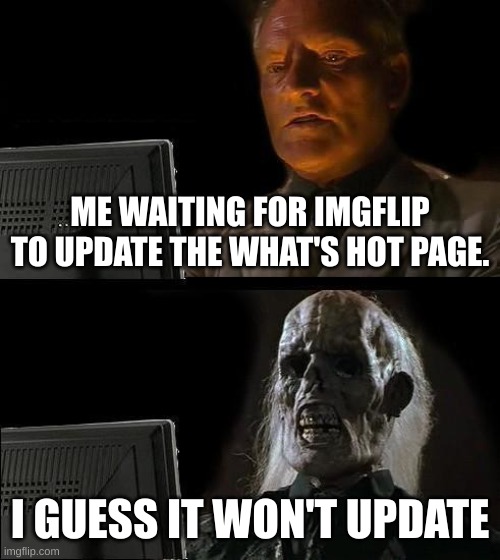 ME WAITING FOR IMGFLIP
TO UPDATE THE WHAT'S HOT PAGE.
I GUESS IT WON'T UPDATE
imgflip.com